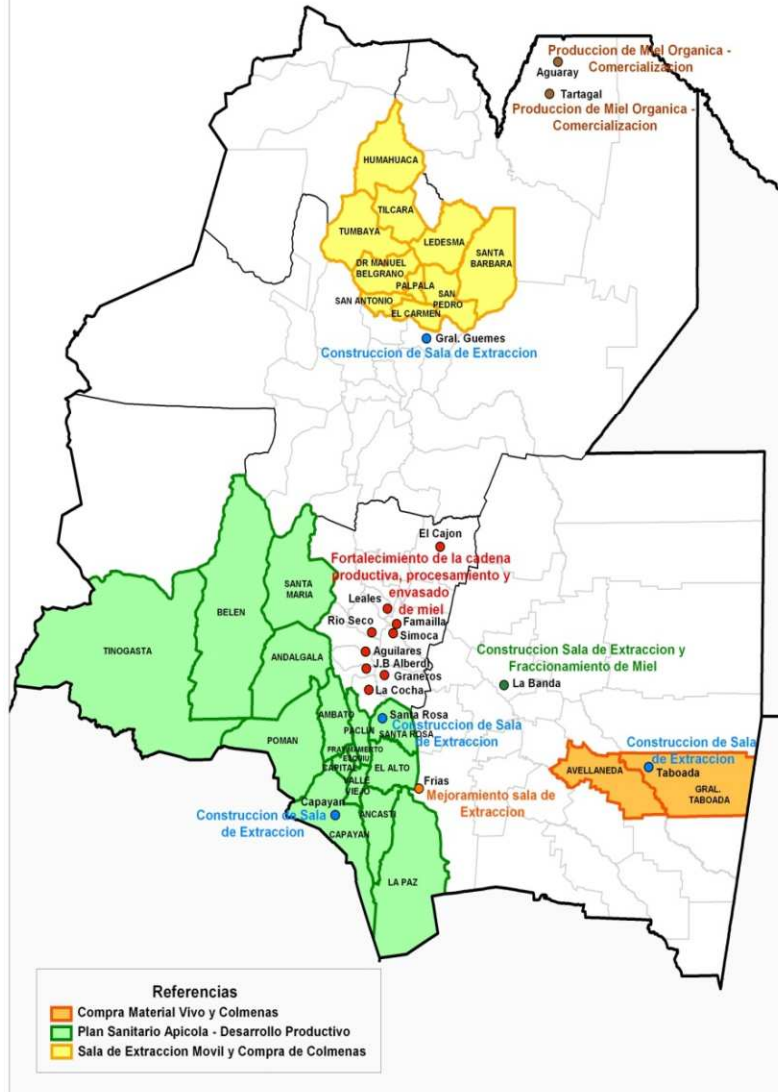 Produccion de Miel Organica -
Comercializacion
Aguaray
Tartagal
Produccion de Miel Organica -
Comercializacion
HUMAHUACA
TILCARA
TUMBAYA
LEDESMA
SANTA
BARBARA
DR MANUEL
BELGRANO
PALPALA
SAN
PEDRO
SAN ANTONIO
EL CARMEN
Gral. Guemes
Construccion de Sala de Extraccion
El Cajon
Fortalecimiento de la cadena
productiva, procesamiento y
envasado
de miel
Leales
Rio Seco
Famailla
Simoca
Aguilares
J.B Alberdi
Graneros
La Cocha
SANTA
MARIA
BELEN
TINOGASTA
ANDALGALA
Construccion Sala de Extraccion y
Fraccionamiento de Miel
La Banda
AMBATO
PACLIN
Santa Rosa
SANTA ROSA
Construccion de Sala
de Extraccion
POMAN
CAPITAL
EL ALTO
VALLE
VIEJO
Construccion de Sala
de Extraccion
Taboada
AVELLANEDA
GRAL.
TABOADA
Frias
Mejoramiento sala de
Extraccion
Capayan
Construccion de Sala
de Extraccion
ANCASTI
CAPAYAN
LA PAZ
Referencias
Compra Material Vivo y Colmenas
Plan Sanitario Apicola - Desarrollo Productivo
Sala de Extraccion Movil y Compra de Colmenas